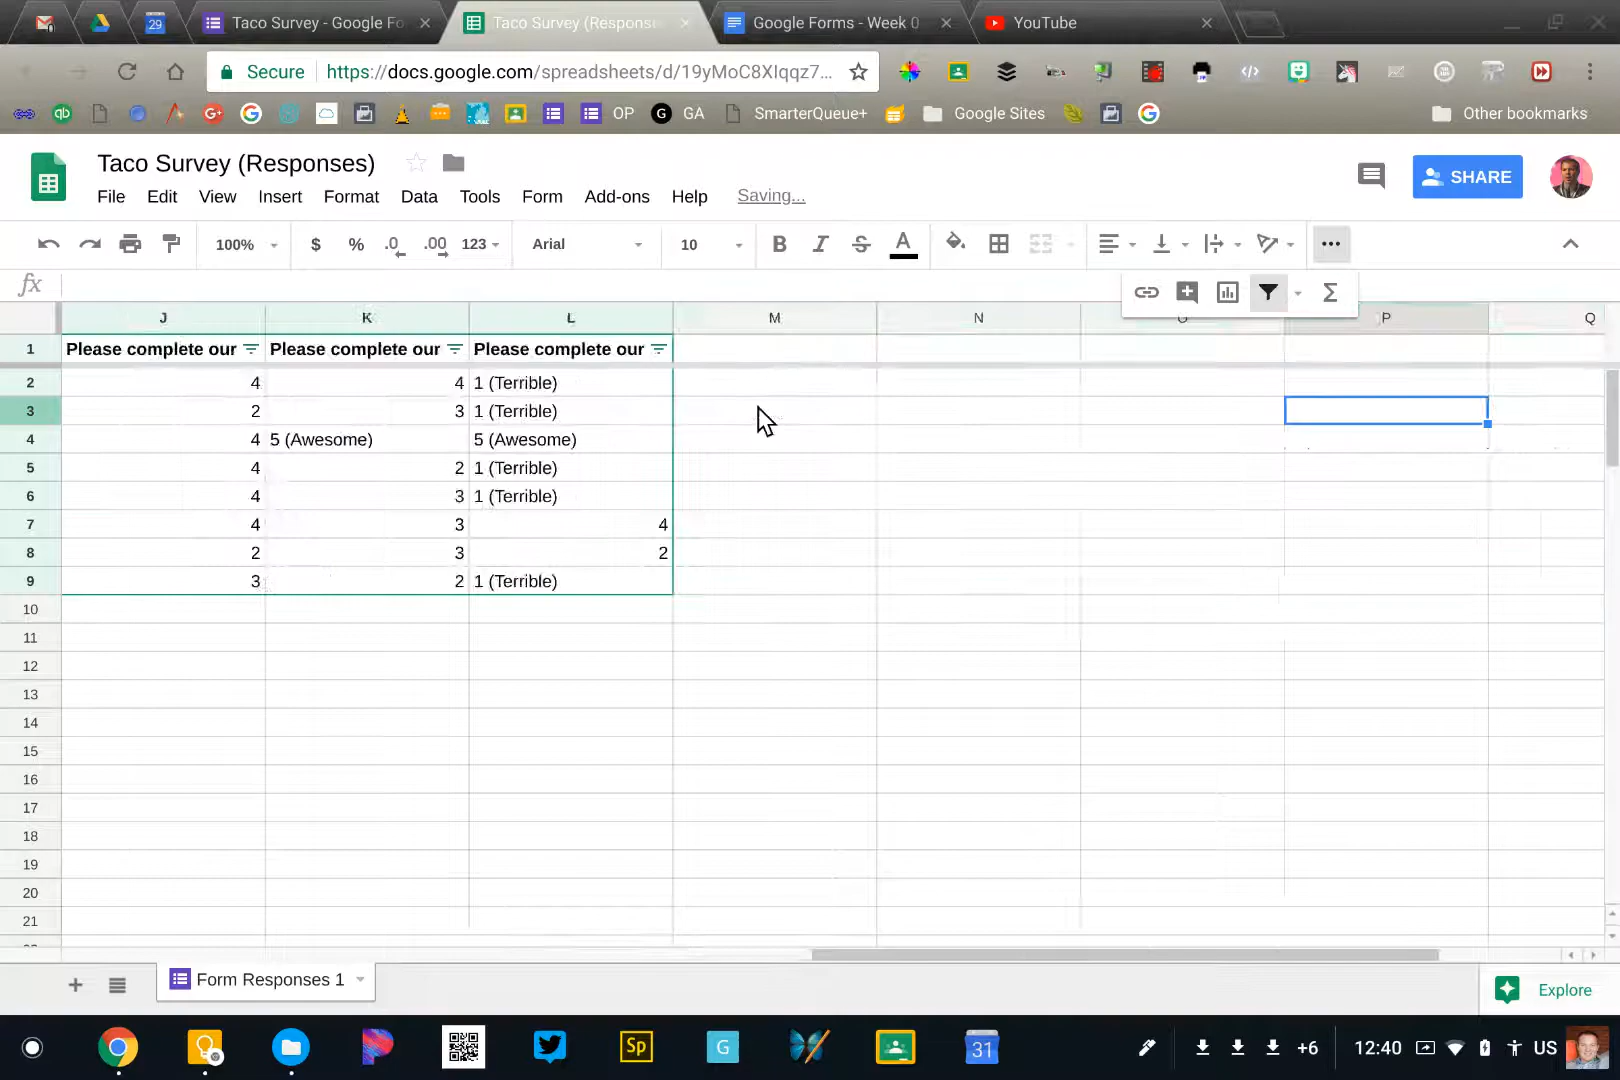 Taco Survey - Google Fo
Taco Survey (Response
Google Forms - Week 0
YouTube
Secure
https://docs.google.com/spreadsheets/d/19yMoC8XIqqz7...
OP
GA
SmarterQueue+
Google Sites
Other bookmarks
Taco Survey (Responses)
SHARE
File Edit View Insert Format Data Tools Form Add-ons Help Saving...
100% $ % .0 .00 123 Arial 10 B I S A
fx
J K L M N O P Q
1 Please complete our Please complete our Please complete our
2 4 4 1 (Terrible)
3 2 3 1 (Terrible)
4 4 5 (Awesome) 5 (Awesome)
5 4 2 1 (Terrible)
6 4 3 1 (Terrible)
7 4 3 4
8 2 3 2
9 3 2 1 (Terrible)
10
11
12
13
14
15
16
17
18
19
20
21
Form Responses 1
Explore
Sp
G
31
+6
12:40
US